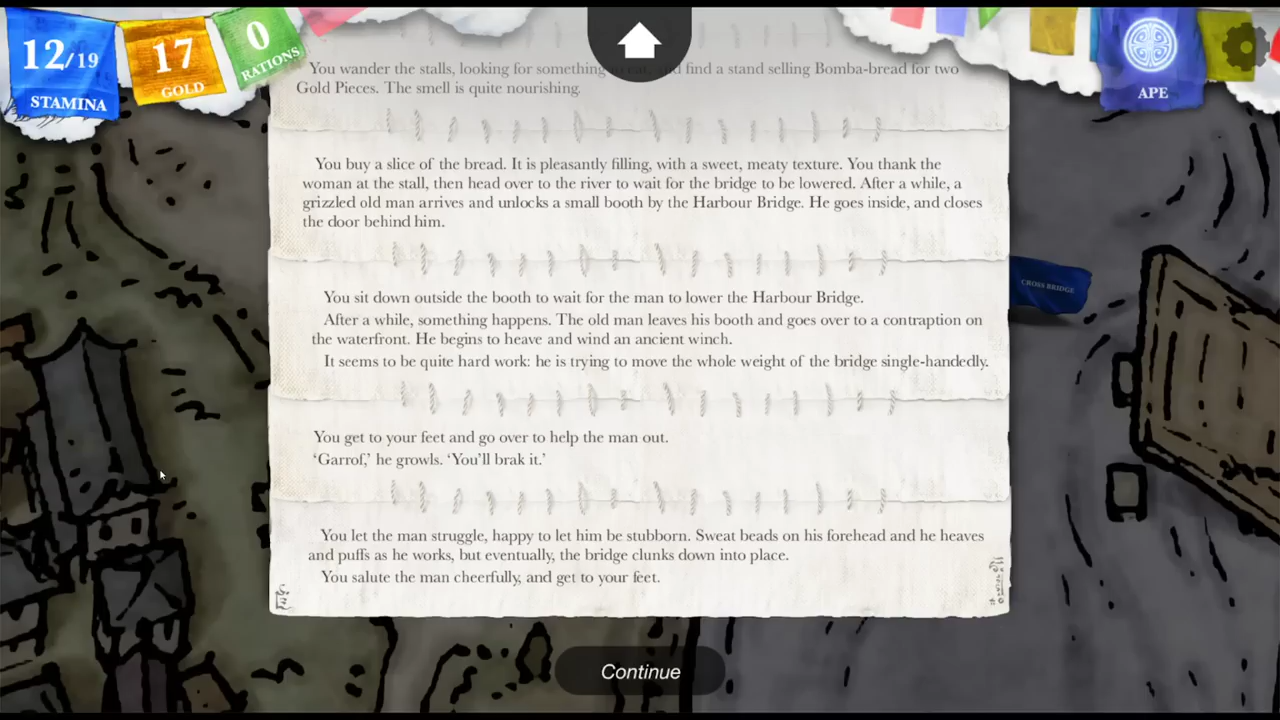 12/19
STAMINA
17
GOLD
0
RATIONS
APE
You wander the stalls, looking for something find a stand selling Bomba-bread for two
Gold Pieces. The smell is quite nourishing.
You buy a slice of the bread. It is pleasantly filling, with a sweet, meaty texture. You thank the
woman at the stall, then head over to the river to wait for the bridge to be lowered. After a while, a
grizzled old man arrives and unlocks a small booth by the Harbour Bridge. He goes inside, and closes
the door behind him.
You sit down outside the booth to wait for the man to lower the Harbour Bridge.
After a while, something happens. The old man leaves his booth and goes over to a contraption on
the waterfront. He begins to heave and wind an ancient winch.
It seems to be quite hard work: he is trying to move the whole weight of the bridge single-handedly.
You get to your feet and go over to help the man out.
‘Garrof,’ he growls. ‘You’ll brak it.’
You let the man struggle, happy to let him be stubborn. Sweat beads on his forehead and he heaves
and puffs as he works, but eventually, the bridge clunks down into place.
You salute the man cheerfully, and get to your feet.
CROSS BRIDGE
Continue